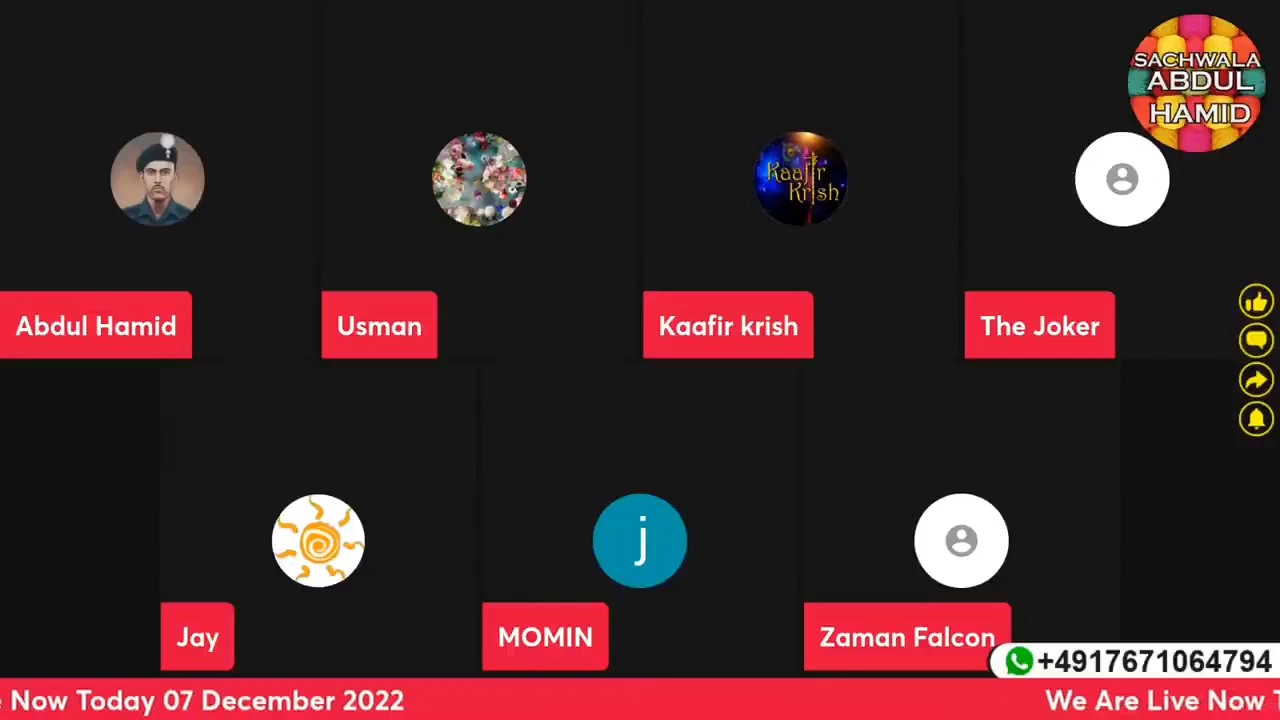 SACHWALA
ABDUL
HAMID
Kaafir
Krish
Abdul Hamid
Usman
Kaafir krish
The Joker
j
Jay
MOMIN
Zaman Falcon
+4917671064794
e Now Today 07 December 2022
We Are Live Now T